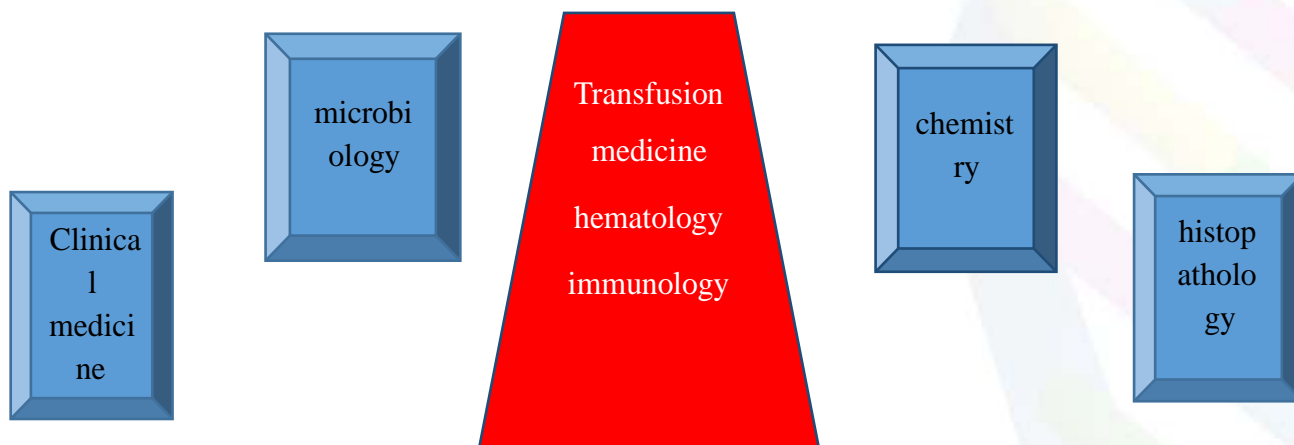 Clinica
l
medici
ne
microbi
ology
Transfusion
medicine
hematology
immunology
chemist
ry
histop
atholo
gy